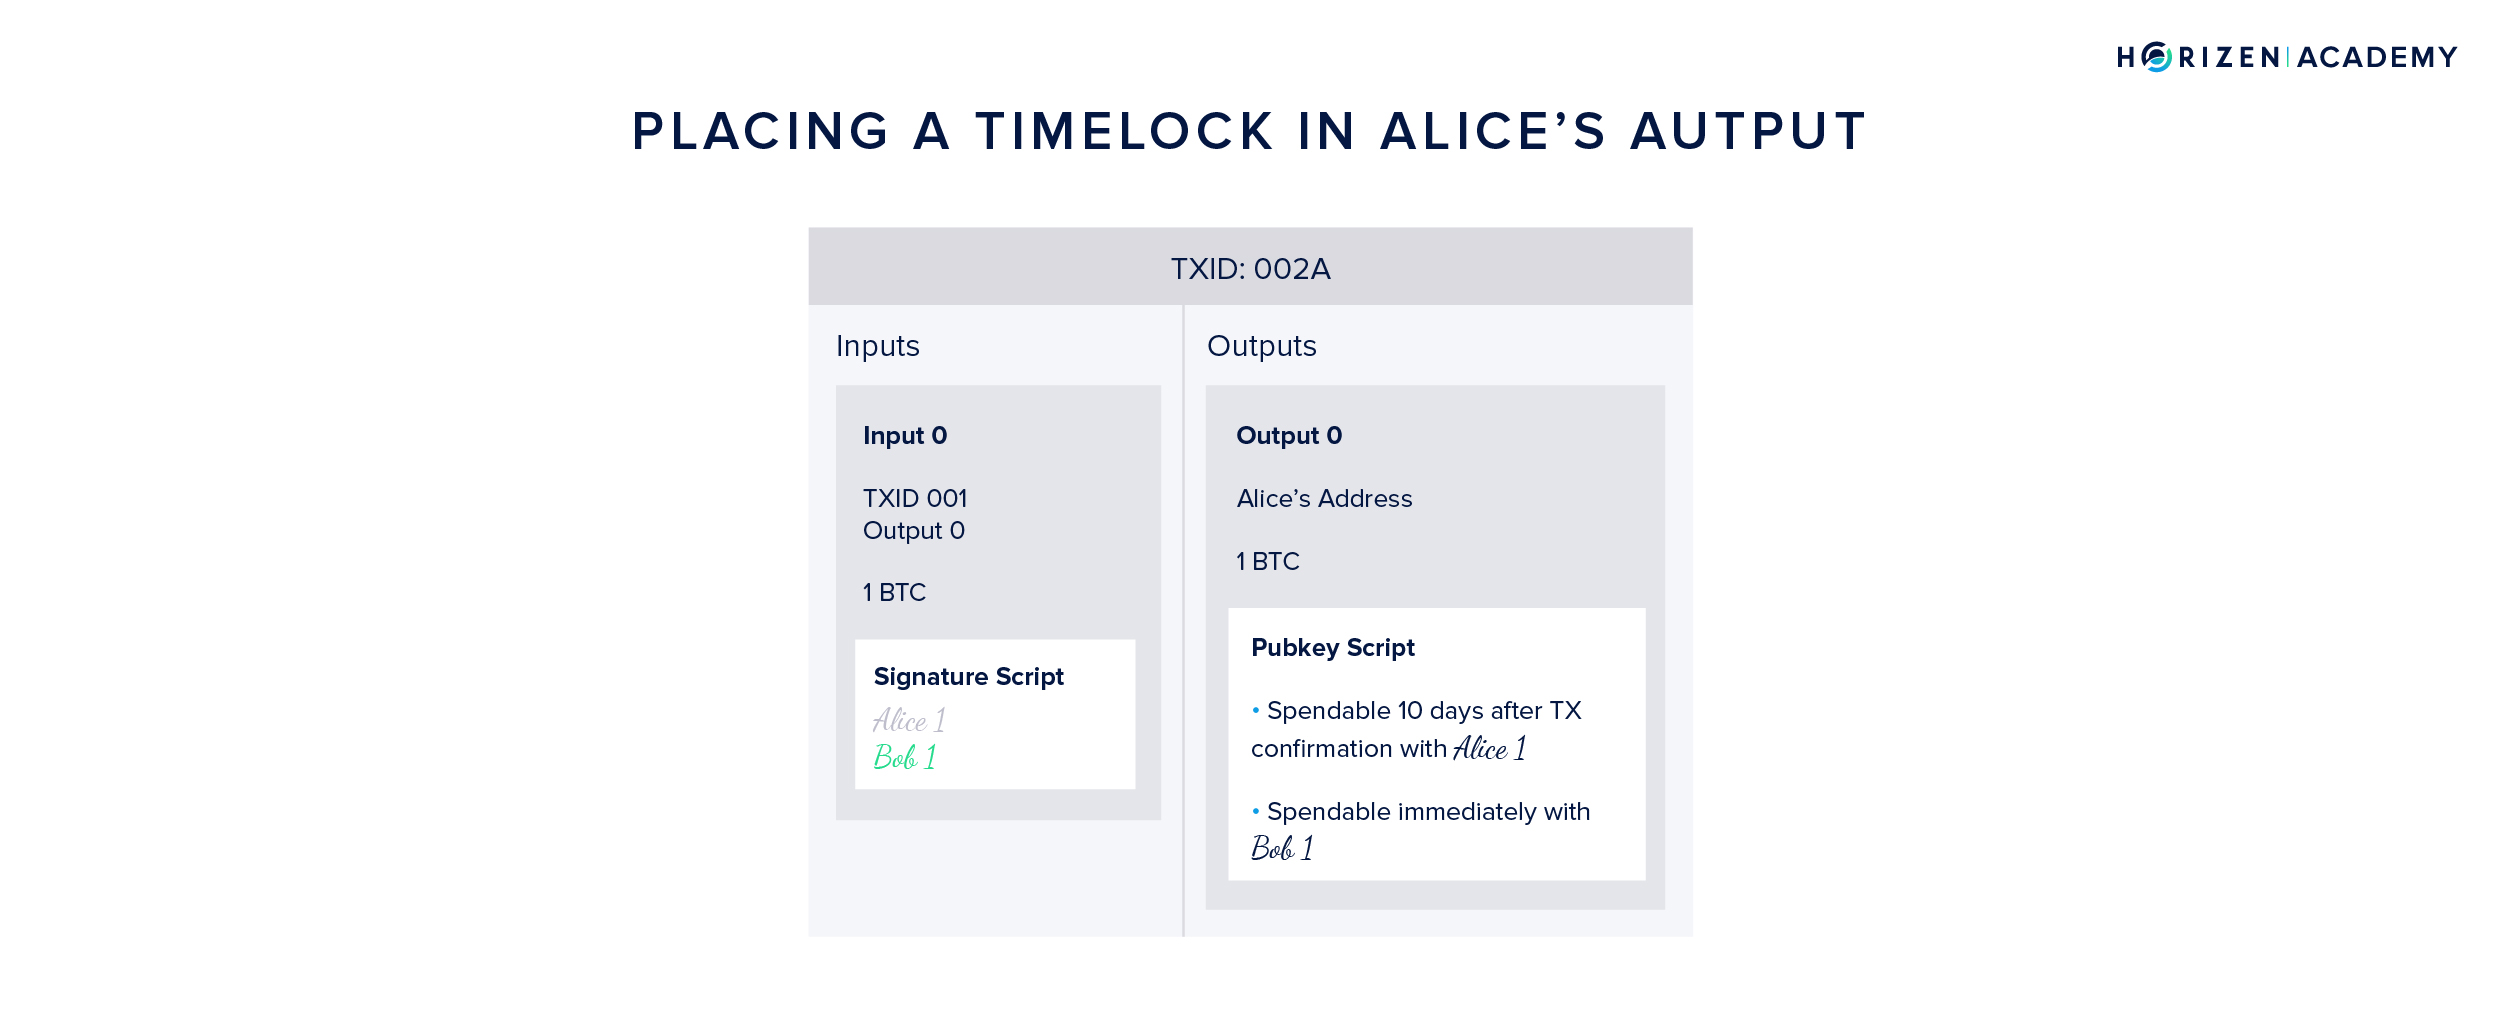 HORIZEN | ACADEMY
PLACING A TIMELOCK IN ALICE’S AUTPUT
TXID: 002A
Inputs
Input 0
TXID 001
Output 0
1 BTC
Signature Script
Alice 1
Bob 1
Outputs
Output 0
Alice’s Address
1 BTC
Pubkey Script
• Spendable 10 days after TX
confirmation with Alice 1
• Spendable immediately with
Bob 1